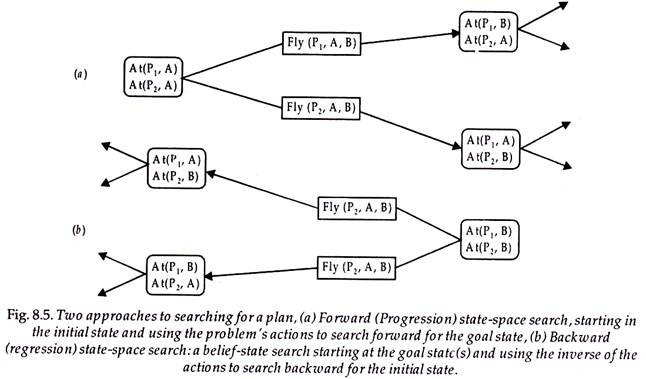 (a)
At(P₁, A)
At(P₂, A)
Fly (P₁, A, B)
At(P₁, B)
At(P₂, A)
Fly (P₂, A, B)
At(P₁, A)
At(P₂, B)
(b)
At(P₁, A)
At(P₂, B)
Fly (P₂, A, B)
At(P₁, B)
At(P₂, B)
At(P₁, B)
At(P₂, A)
Fly (P₂, A, B)
Fig. 8.5. Two approaches to searching for a plan, (a) Forward (Progression) state-space search, starting in
the initial state and using the problem's actions to search forward for the goal state, (b) Backward
(regression) state-space search: a belief-state search starting at the goal statc(s) and using the inverse of the
actions to search backward for the initial state.